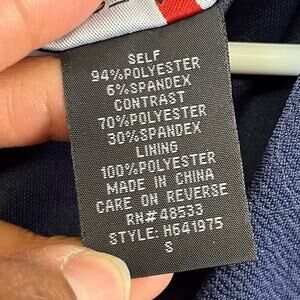 SELF
94%POLYESTER
6%SPANDEX
CONTRAST
70%POLYESTER
30%SPANDEX
LINING
100%POLYESTER
MADE IN CHINA
CARE ON REVERSE
RN#48533
STYLE: H641975
S